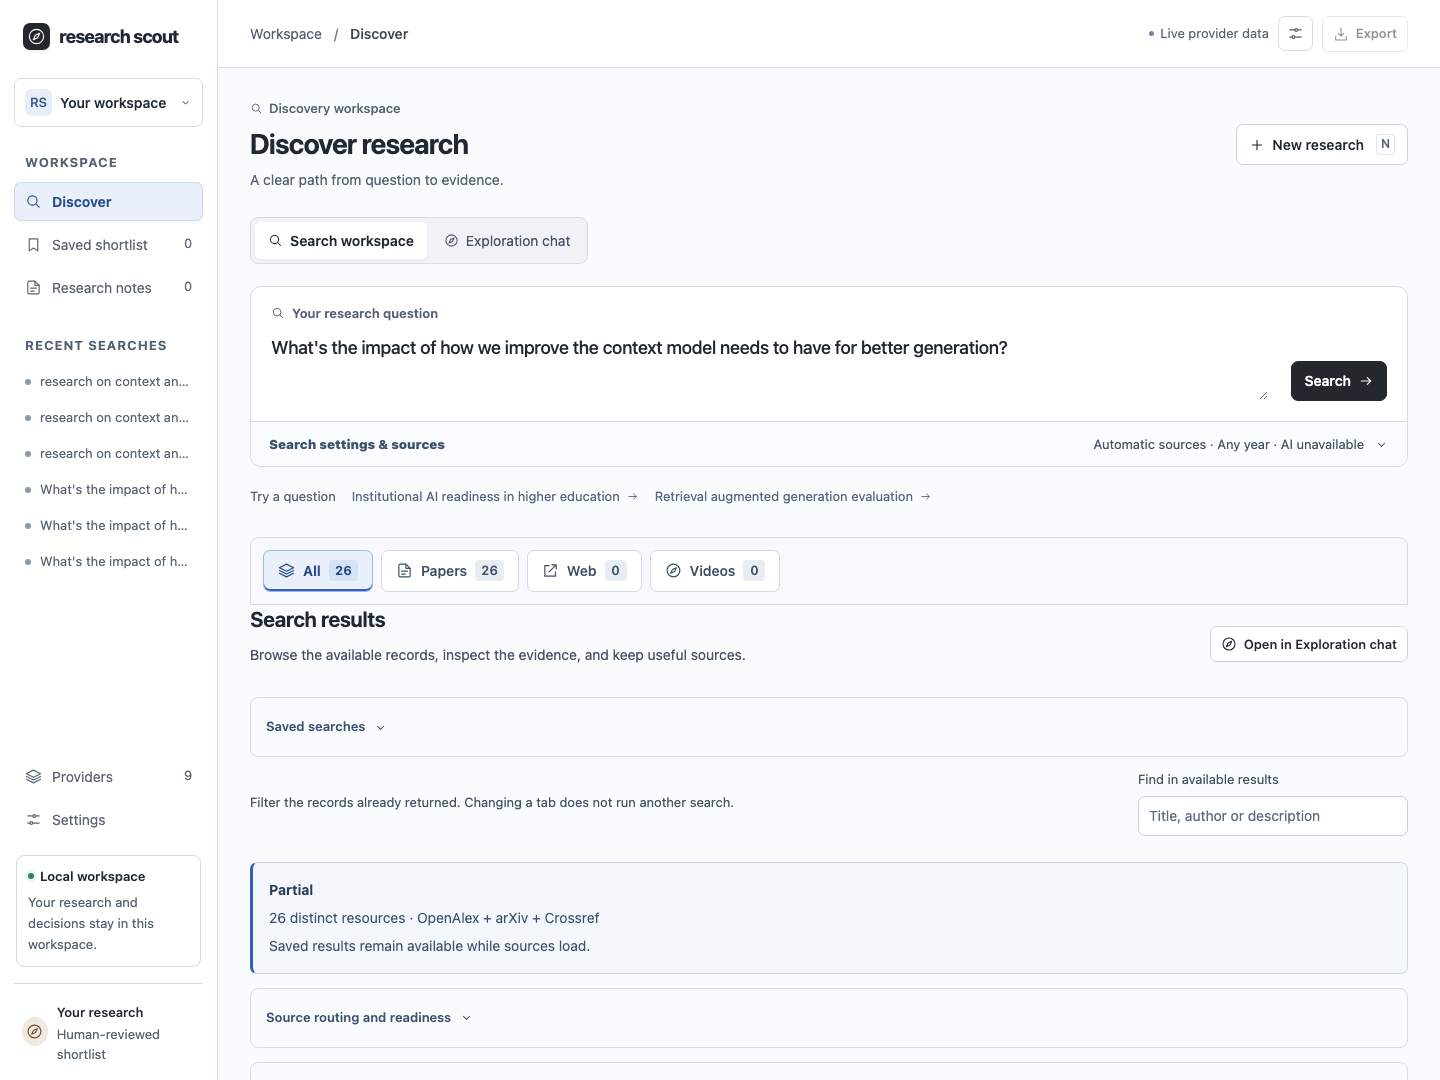 research scout
RS Your workspace
WORKSPACE
Discover
Saved shortlist 0
Research notes 0
RECENT SEARCHES
research on context an...
research on context an...
research on context an...
What's the impact of h...
What's the impact of h...
What's the impact of h...
Providers 9
Settings
Local workspace
Your research and
decisions stay in this
workspace.
Your research
Human-reviewed
shortlist
Workspace / Discover
Live provider data
Export
Discovery workspace
Discover research
A clear path from question to evidence.
New research N
Search workspace
Exploration chat
Your research question
What's the impact of how we improve the context model needs to have for better generation?
Search
Search settings & sources
Automatic sources · Any year · AI unavailable
Try a question
Institutional AI readiness in higher education
Retrieval augmented generation evaluation
All 26
Papers 26
Web 0
Videos 0
Search results
Browse the available records, inspect the evidence, and keep useful sources.
Open in Exploration chat
Saved searches
Filter the records already returned. Changing a tab does not run another search.
Find in available results
Title, author or description
Partial
26 distinct resources · OpenAlex + arXiv + Crossref
Saved results remain available while sources load.
Source routing and readiness